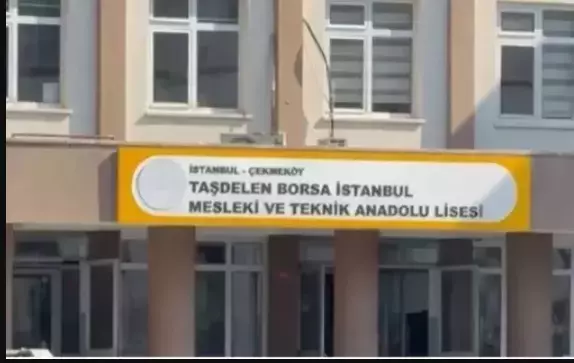 İSTANBUL - ÇEKMEKÖY
TAŞDELEN BORSA İSTANBUL
MESLEKİ VE TEKNİK ANADOLU LİSESİ